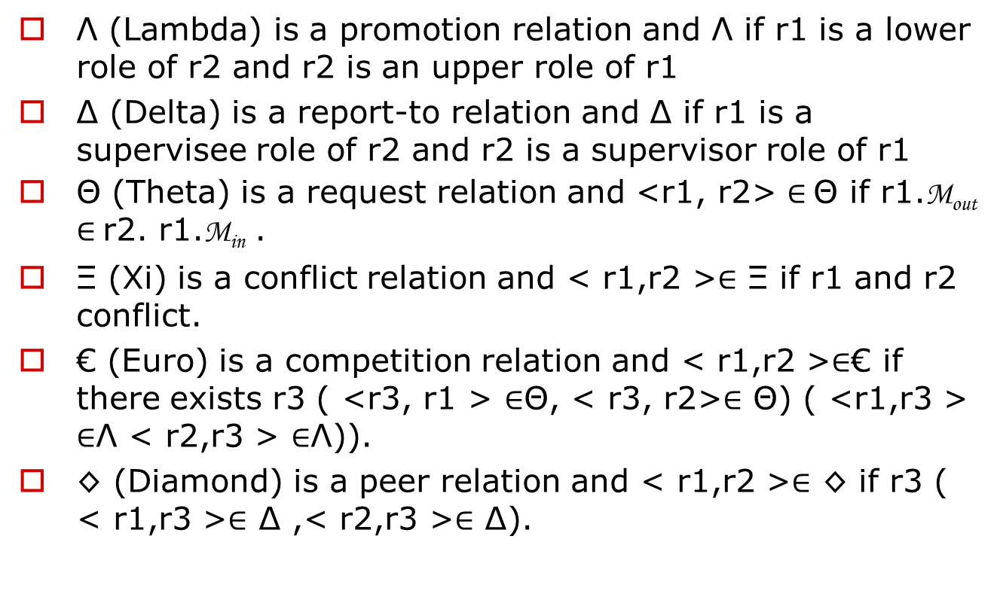 Λ (Lambda) is a promotion relation and Λ if r1 is a lower
role of r2 and r2 is an upper role of r1
Δ (Delta) is a report-to relation and Δ if r1 is a
supervisee role of r2 and r2 is a supervisor role of r1
Θ (Theta) is a request relation and <r1, r2> ∈ Θ if r1.ℳout
∈ r2. r1.ℳin .
Ξ (Xi) is a conflict relation and < r1,r2 >∈ Ξ if r1 and r2
conflict.
€ (Euro) is a competition relation and < r1,r2 >∈€ if
there exists r3 ( <r3, r1 > ∈Θ, < r3, r2>∈ Θ) ( <r1,r3 >
∈Λ < r2,r3 > ∈Λ)).
⋄ (Diamond) is a peer relation and < r1,r2 >∈ ⋄ if r3 (
< r1,r3 >∈ Δ ,< r2,r3 >∈ Δ).